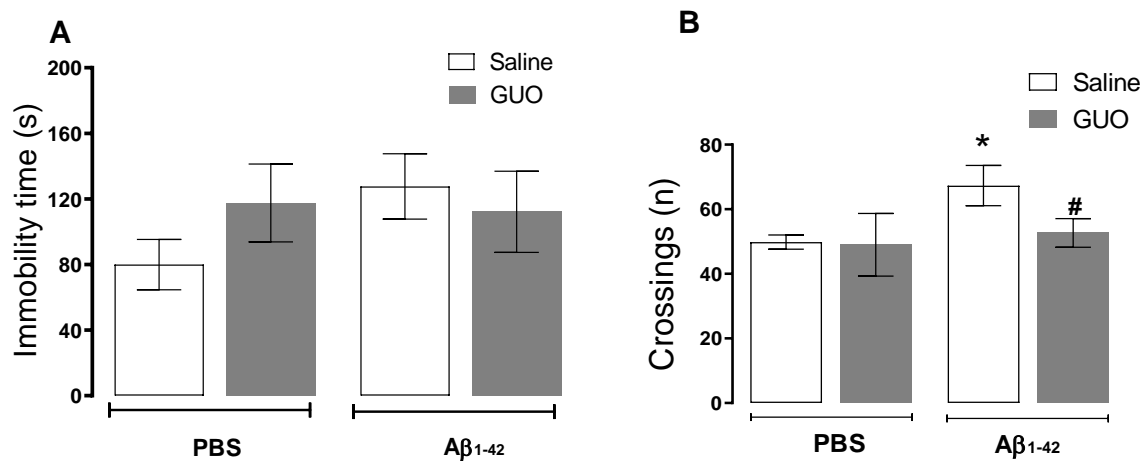 A
Saline
GUO
Immobility time (s)
200
160
120
80
40
0
PBS
Aβ1-42
B
Saline
GUO
Crossings (n)
80
60
40
20
0
*
#
PBS
Aβ1-42